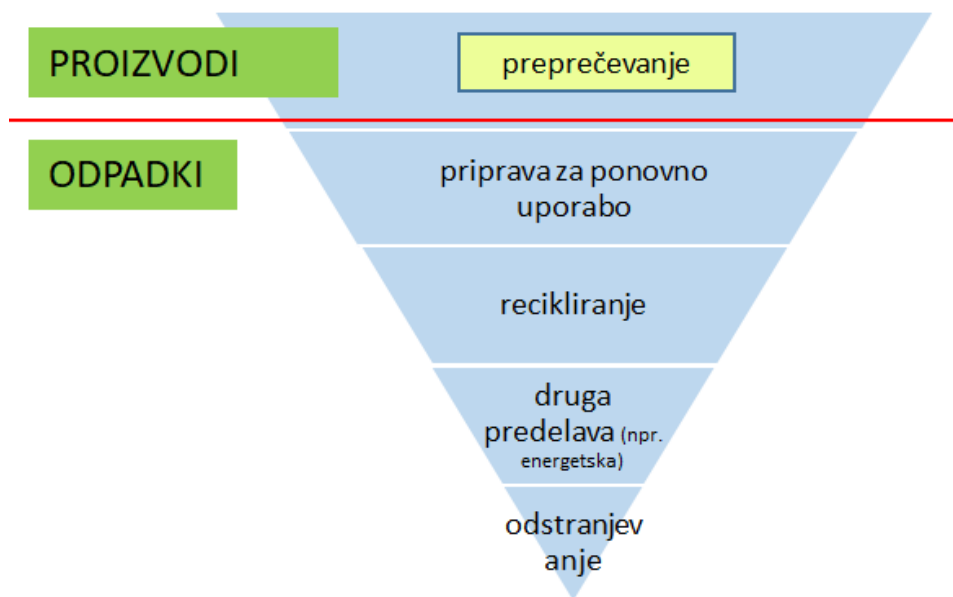 PROIZVODI
preprečevanje
ODPADKI
priprava za ponovno
uporabo
recikliranje
druga
predelava (npr.
energetska)
odstranjev
anje